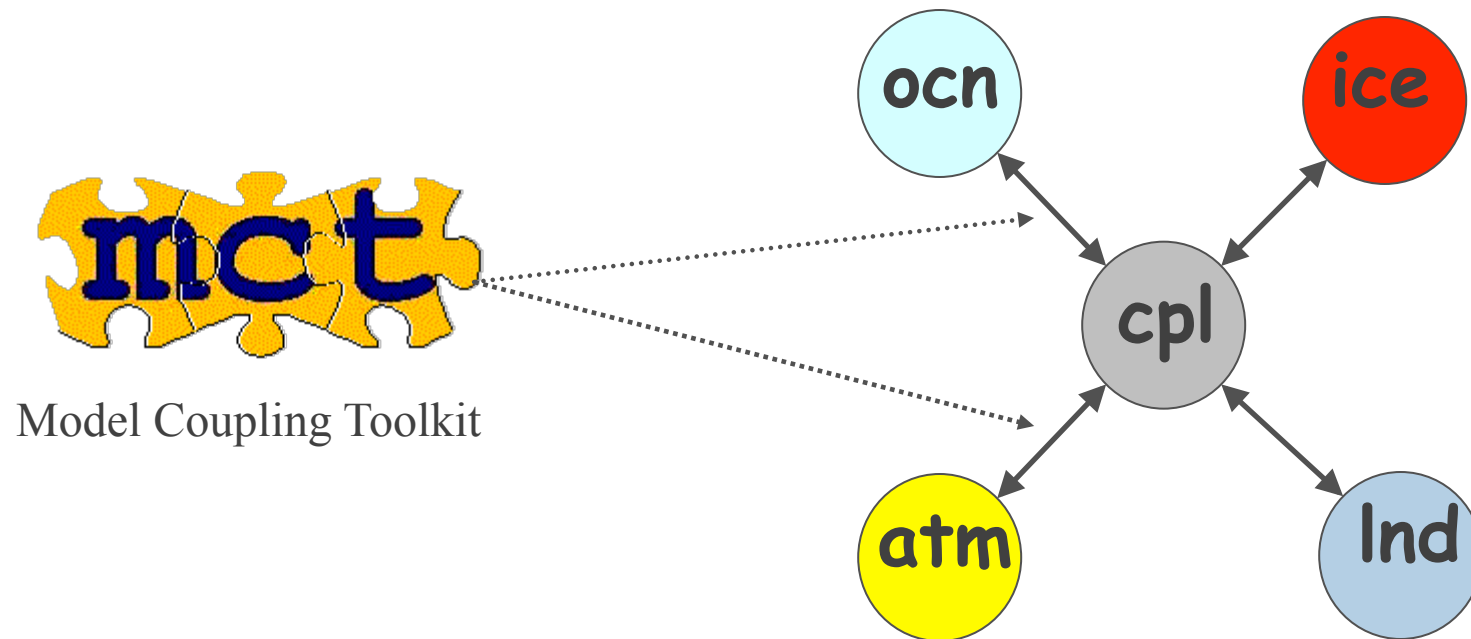 mct
Model Coupling Toolkit
ocn
ice
cpl
atm
lnd